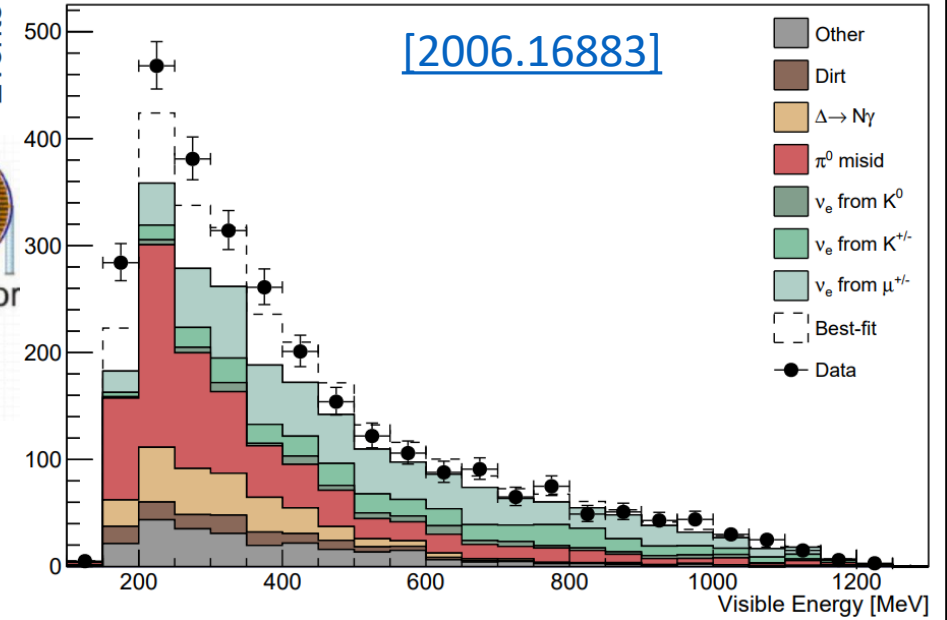 [2006.16883]
500
400
300
200
100
0
200
400
600
800
1000
1200
Visible Energy [MeV]
Other
Dirt
Δ→ Nγ
π⁰ misid
νₑ from K⁰
νₑ from K⁺/⁻
νₑ from μ⁺/⁻
Best-fit
Data
or